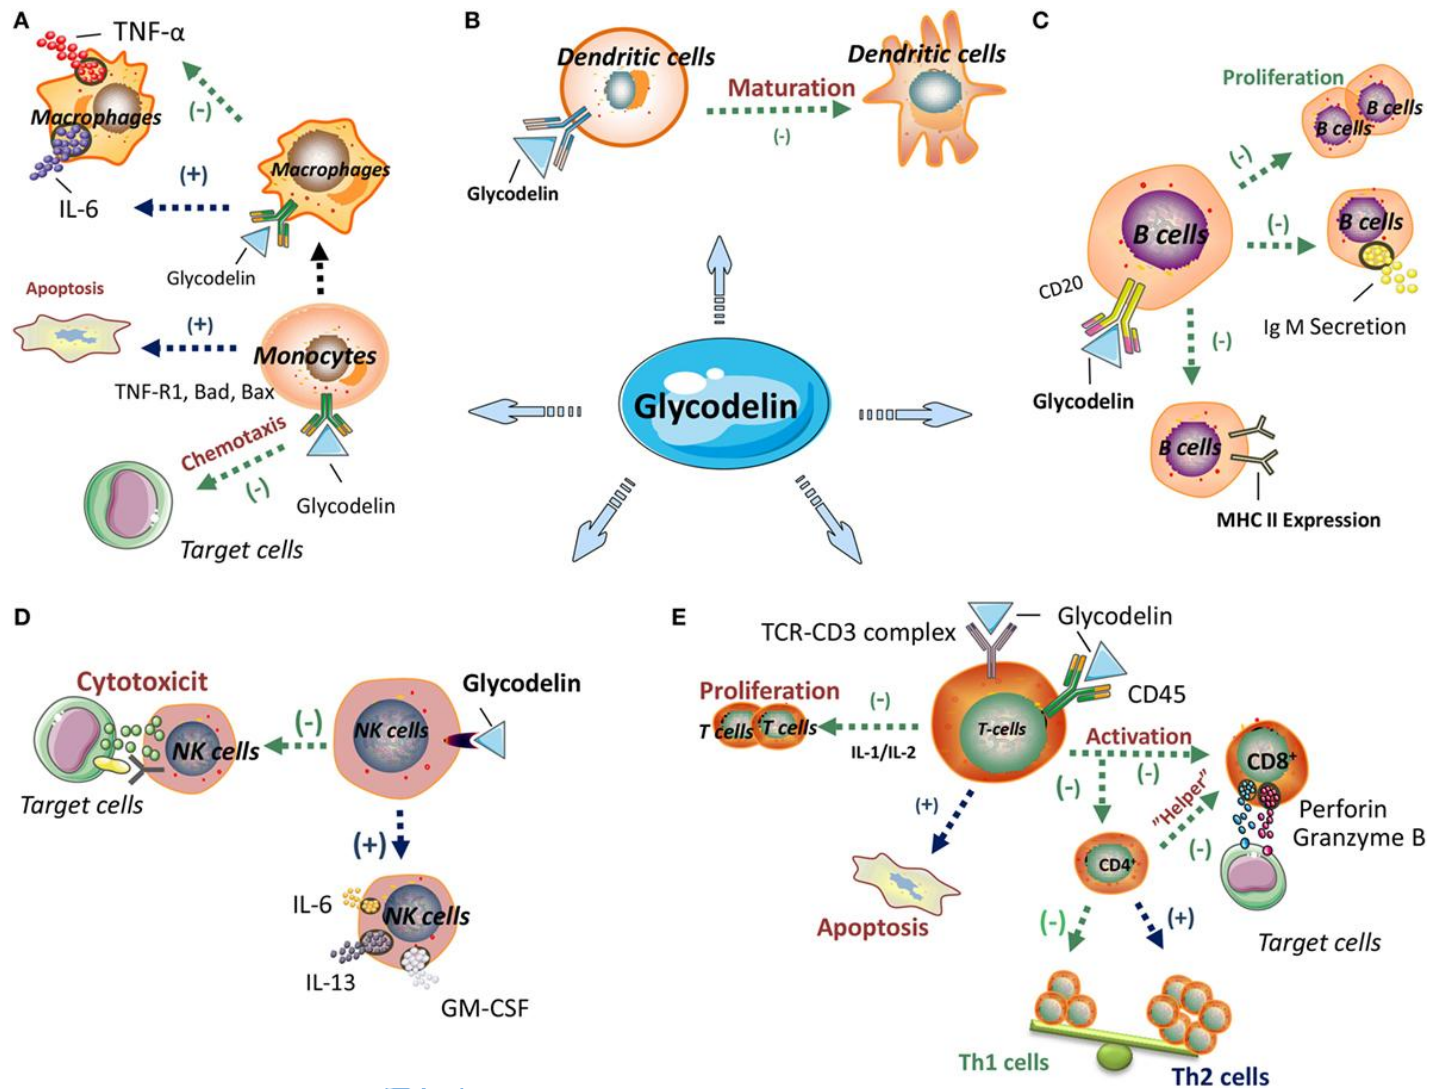 A
TNF-α
(-)
Macrophages
(+)
IL-6
Macrophages
Glycodelin
Apoptosis
(+)
Monocytes
TNF-R1, Bad, Bax
Chemotaxis
(-)
Glycodelin
Target cells
B
Dendritic cells
Maturation
(-)
Dendritic cells
Glycodelin
Glycodelin
C
Proliferation
B cells
B cells
(-)
B cells
(-)
B cells
CD20
Ig M Secretion
(-)
Glycodelin
B cells
MHC II Expression
D
Cytotoxicit
Glycodelin
(-)
NK cells
NK cells
Target cells
(+)
IL-6
NK cells
IL-13
GM-CSF
E
Glycodelin
TCR-CD3 complex
CD45
Proliferation
(-)
T cells
T cells
T-cells
IL-1/IL-2
Activation
(-)
CD8+
(+)
(-)
"Helper"
Perforin
Granzyme B
(-)
CD4+
Apoptosis
(-)
(+)
Target cells
Th1 cells
Th2 cells